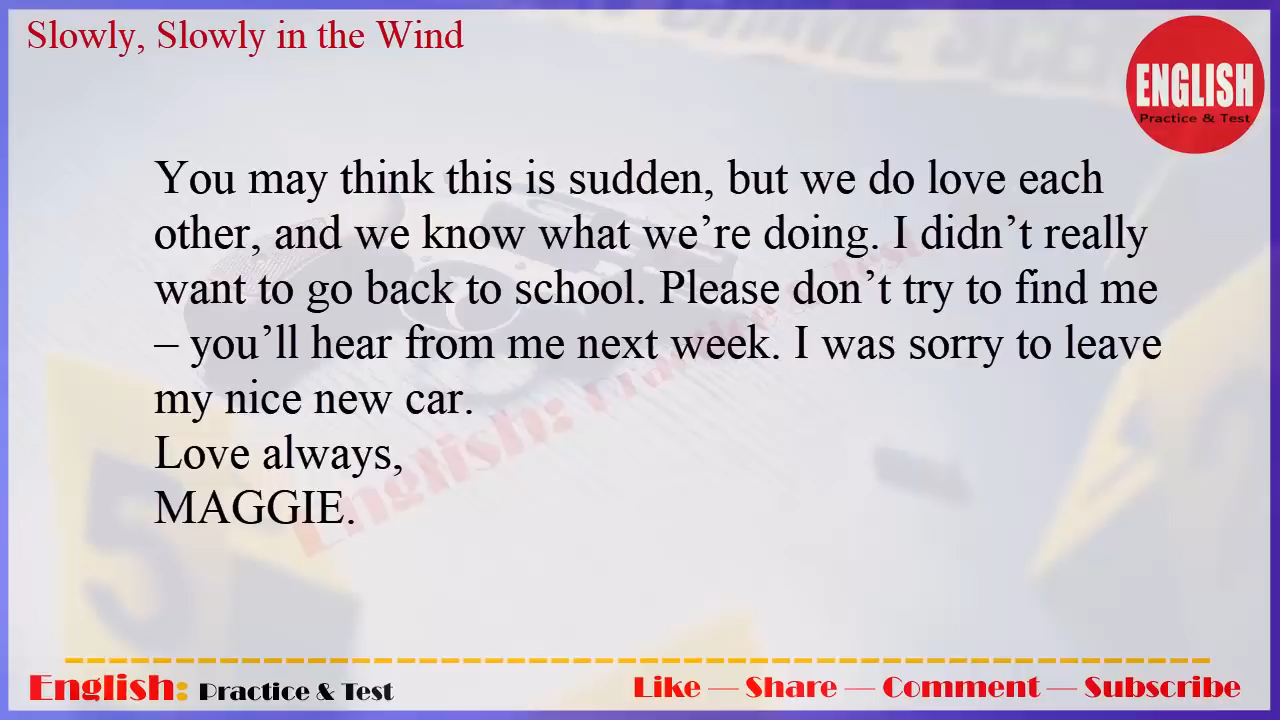 Slowly, Slowly in the Wind
ENGLISH
Practice & Test
You may think this is sudden, but we do love each
other, and we know what we’re doing. I didn’t really
want to go back to school. Please don’t try to find me
– you’ll hear from me next week. I was sorry to leave
my nice new car.
Love always,
MAGGIE.
English: Practice & Test
English: Practice & Test
Like — Share — Comment — Subscribe